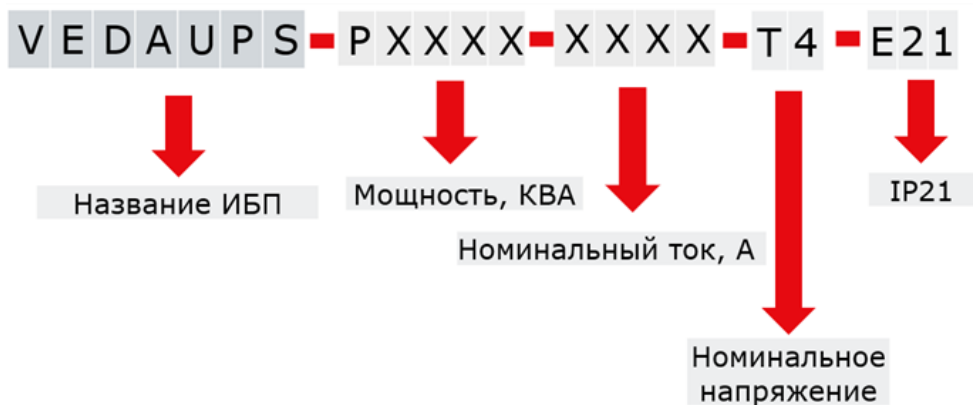 VEDAUPS-PXXXX-XXXX-T4-E21
Название ИБП
Мощность, КВА
IP21
Номинальный ток, А
Номинальное
напряжение